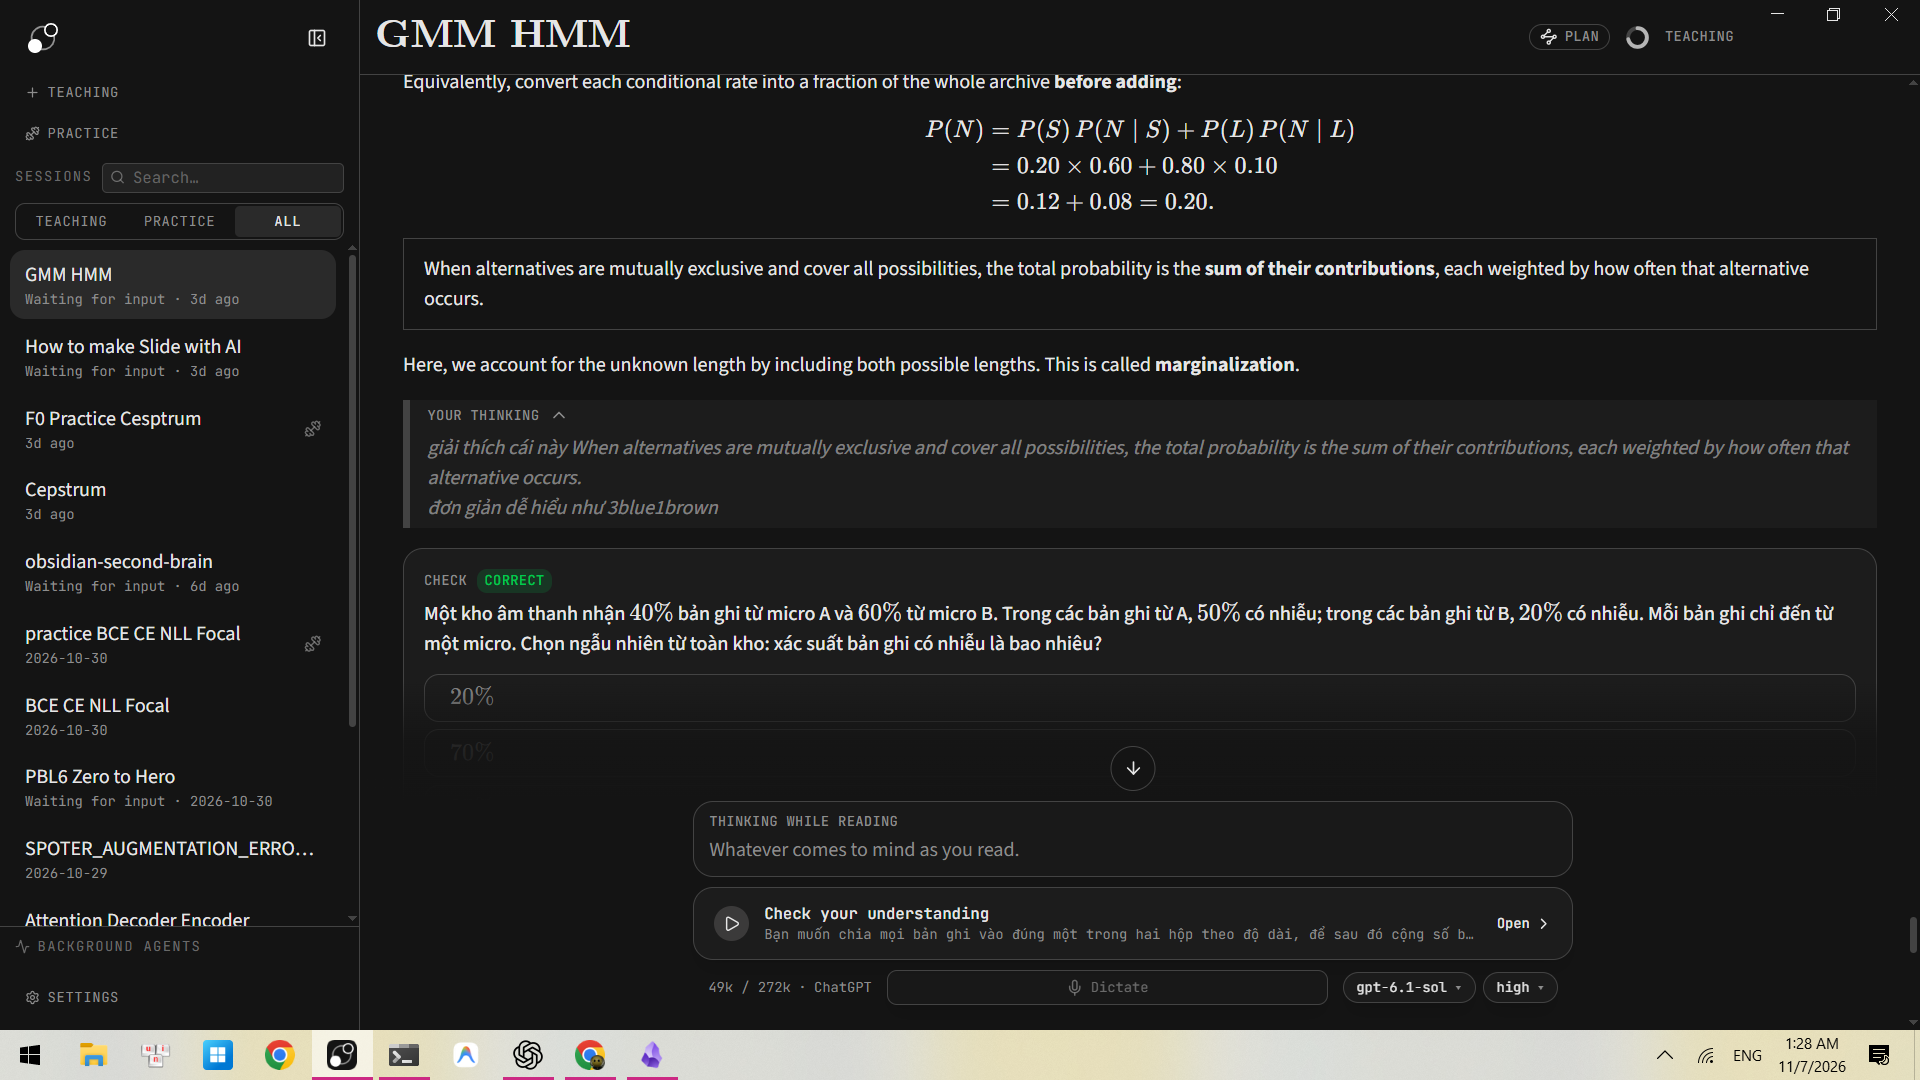 GMM HMM
PLAN
TEACHING
TEACHING
PRACTICE
SESSIONS
Search…
TEACHING
PRACTICE
ALL
GMM HMM
Waiting for input · 3d ago
How to make Slide with AI
Waiting for input · 3d ago
F0 Practice Cesptrum
3d ago
Cepstrum
3d ago
obsidian-second-brain
Waiting for input · 6d ago
practice BCE CE NLL Focal
2026-10-30
BCE CE NLL Focal
2026-10-30
PBL6 Zero to Hero
Waiting for input · 2026-10-30
SPOTER_AUGMENTATION_ERRO...
2026-10-29
Attention Decoder Encoder
BACKGROUND AGENTS
SETTINGS
Equivalently, convert each conditional rate into a fraction of the whole archive before adding:
P(N) = P(S) P(N | S) + P(L) P(N | L)
= 0.20 × 0.60 + 0.80 × 0.10
= 0.12 + 0.08 = 0.20.
When alternatives are mutually exclusive and cover all possibilities, the total probability is the sum of their contributions, each weighted by how often that alternative
occurs.
Here, we account for the unknown length by including both possible lengths. This is called marginalization.
YOUR THINKING
giải thích cái này When alternatives are mutually exclusive and cover all possibilities, the total probability is the sum of their contributions, each weighted by how often that
alternative occurs.
đơn giản dễ hiểu như 3blue1brown
CHECK CORRECT
Một kho âm thanh nhận 40% bản ghi từ micro A và 60% từ micro B. Trong các bản ghi từ A, 50% có nhiễu; trong các bản ghi từ B, 20% có nhiễu. Mỗi bản ghi chỉ đến từ
một micro. Chọn ngẫu nhiên từ toàn kho: xác suất bản ghi có nhiễu là bao nhiêu?
20%
70%
THINKING WHILE READING
Whatever comes to mind as you read.
Check your understanding
Bạn muốn chia mọi bản ghi vào đúng một trong hai hộp theo độ dài, để sau đó cộng số b…
Open
49k / 272k · ChatGPT
Dictate
gpt-6.1-sol
high
ENG
1:28 AM
11/7/2026